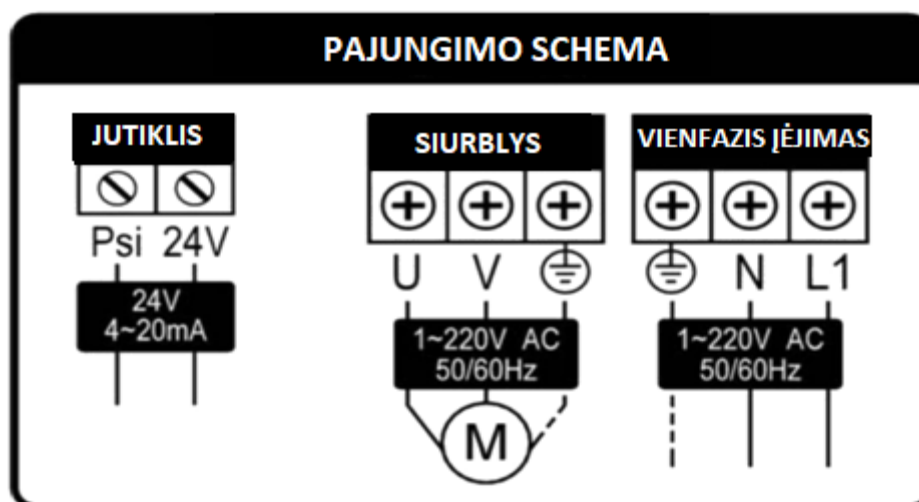 PAJUNGIMO SCHEMA
JUTIKLIS
Psi 24V
24V
4~20mA
SIURBLYS
U V
1~220V AC
50/60Hz
M
VIENFAZIS ĮĖJIMAS
N L1
1~220V AC
50/60Hz